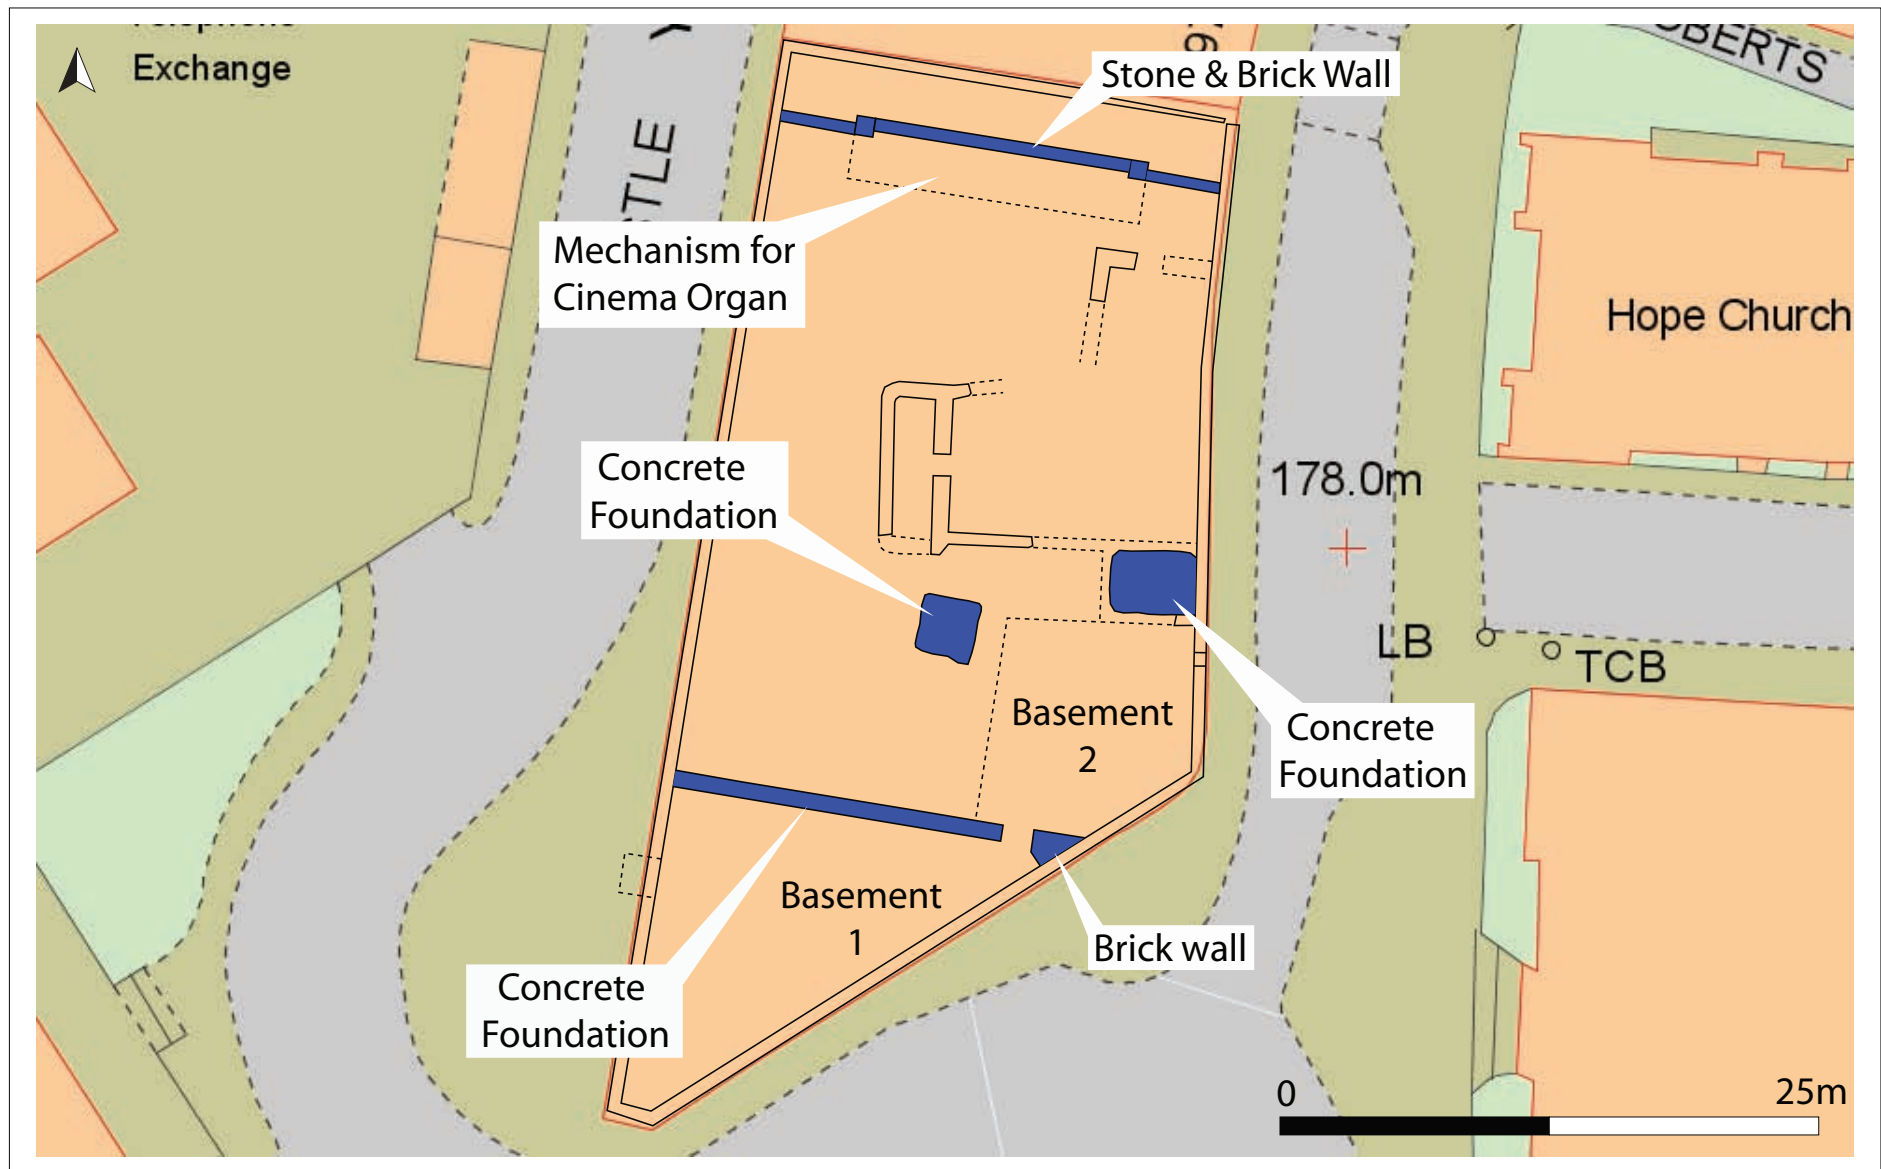 Exchange
Stone & Brick Wall
Mechanism for
Cinema Organ
Hope Church
Concrete
Foundation
178.0m
LB
TCB
Basement
2
Concrete
Foundation
Basement
1
Brick wall
Concrete
Foundation
0
25m